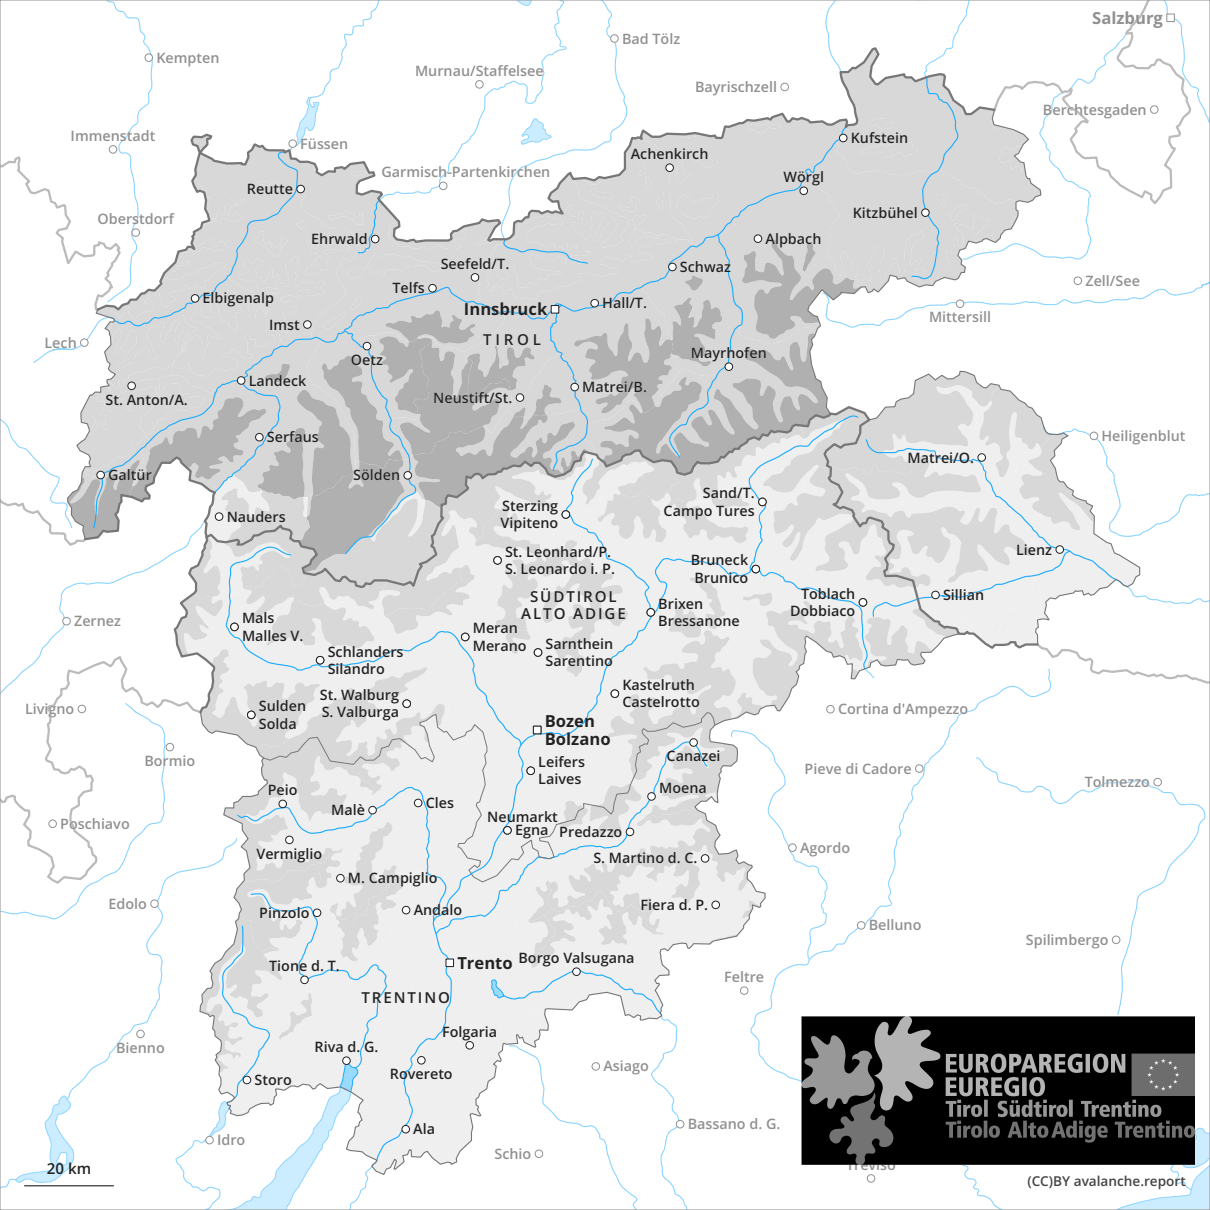 Salzburg
Bad Tölz
Kempten
Murnau/Staffelsee
Bayrischzell
Berchtesgaden
Immenstadt
Füssen
Kufstein
Achenkirch
Garmisch-Partenkirchen
Wörgl
Reutte
Oberstdorf
Kitzbühel
Ehrwald
Alpbach
Seefeld/T.
Schwaz
Zell/See
Telfs
Elbigenalp
Hall/T.
Innsbruck
Mittersill
Imst
TIROL
Lech
Oetz
Mayrhofen
Landeck
Matrei/B.
St. Anton/A.
Neustift/St.
Serfaus
Heiligenblut
Matrei/O.
Galtür
Sölden
Sand/T.
Campo Tures
Sterzing
Vipiteno
Nauders
Lienz
St. Leonhard/P.
S. Leonardo i. P.
Bruneck
Brunico
SÜDTIROL
ALTO ADIGE
Toblach
Dobbiaco
Sillian
Brixen
Bressanone
Zernez
Mals
Malles V.
Meran
Merano
Sarnthein
Sarentino
Schlanders
Silandro
Kastelruth
Castelrotto
St. Walburg
S. Valburga
Livigno
Sulden
Solda
Cortina d'Ampezzo
Bozen
Bolzano
Bormio
Canazei
Leifers
Laives
Pieve di Cadore
Tolmezzo
Peio
Moena
Malè
Cles
Neumarkt
Egna
Predazzo
Poschiavo
Vermiglio
Agordo
S. Martino d. C.
M. Campiglio
Edolo
Pinzolo
Andalo
Fiera d. P.
Belluno
Spilimbergo
Trento
Borgo Valsugana
Tione d. T.
Feltre
TRENTINO
Folgaria
Bienno
Riva d. G.
Rovereto
Asiago
Storo
EUROPAREGION
EUREGIO
Tirol Südtirol Trentino
Tirolo Alto Adige Trentino
Ala
Bassano d. G.
Idro
Schio
Treviso
20 km
(CC)BY avalanche.report